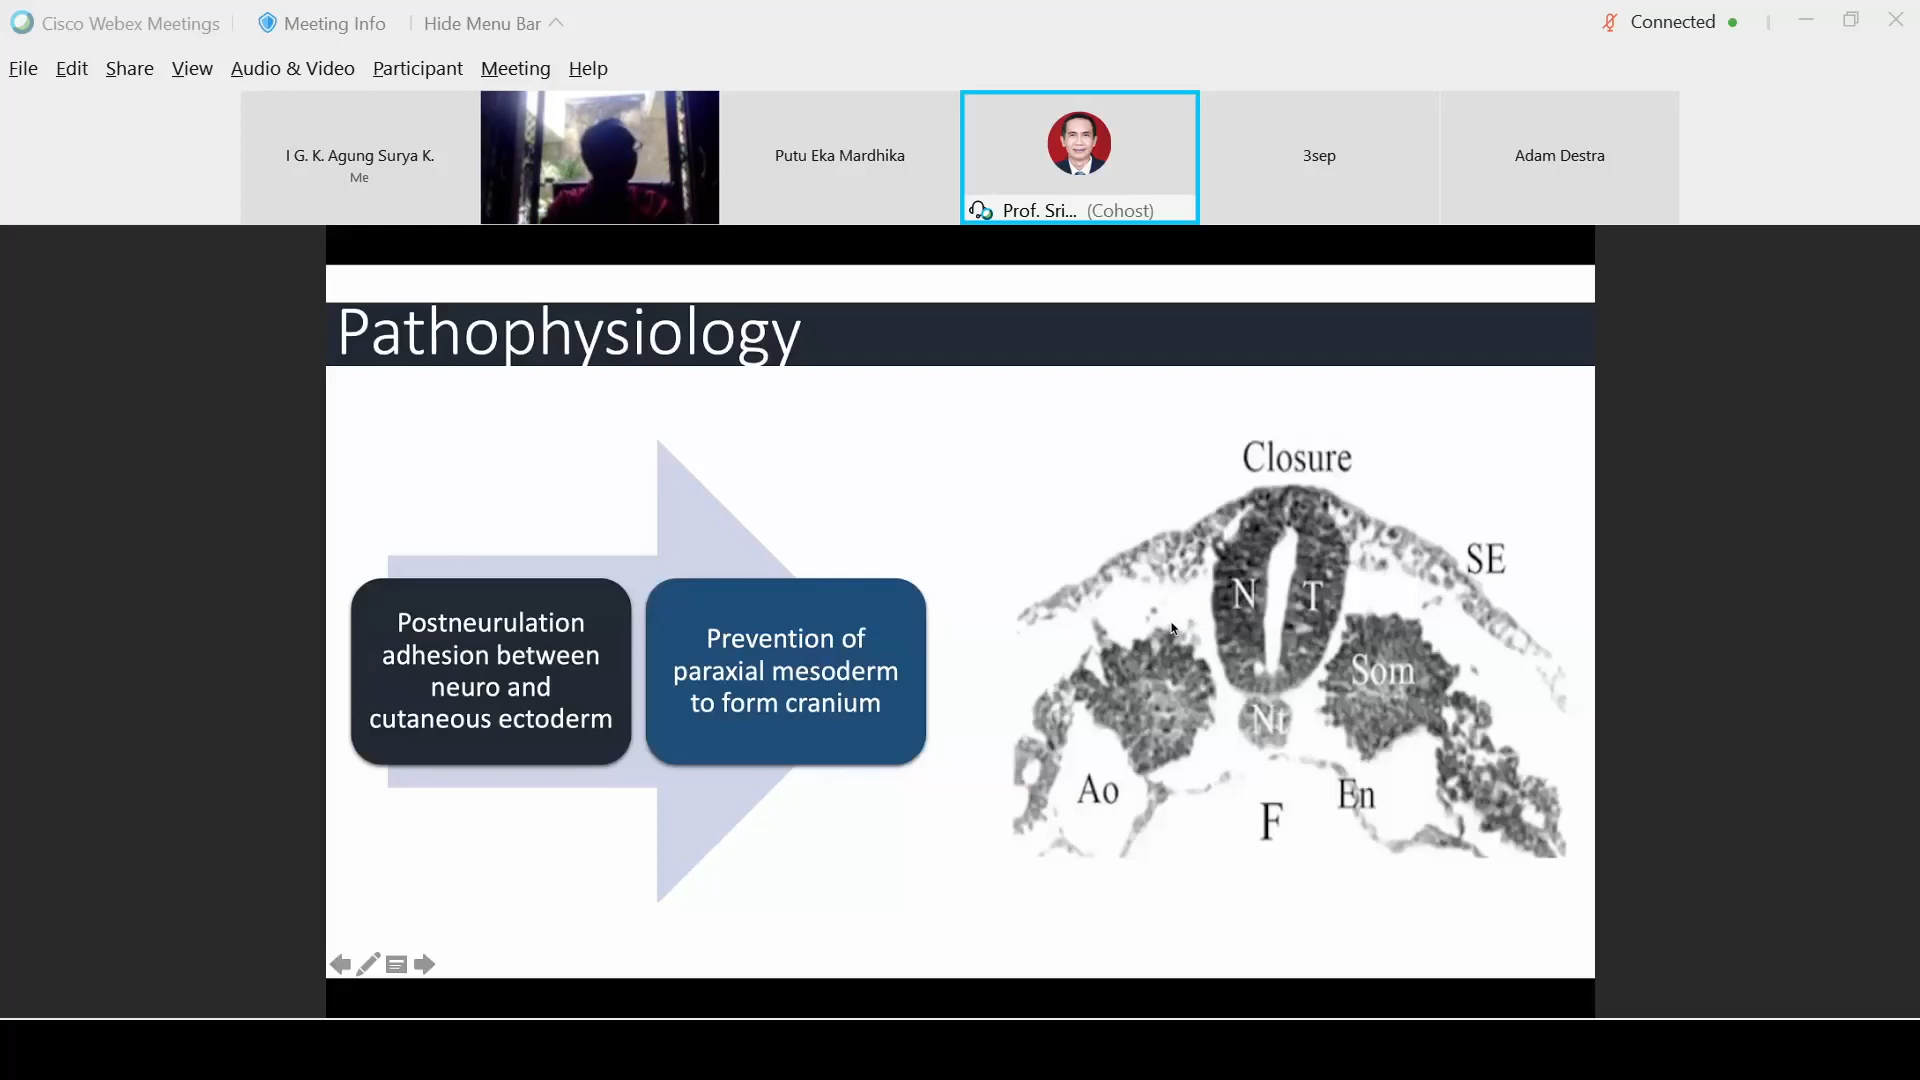 Cisco Webex Meetings
Meeting Info
Hide Menu Bar
Connected
File Edit Share View Audio & Video Participant Meeting Help
I G. K. Agung Surya K.
Me
Putu Eka Mardhika
Prof. Sri... (Cohost)
3sep
Adam Destra
Pathophysiology
Postneurulation
adhesion between
neuro and
cutaneous ectoderm
Prevention of
paraxial mesoderm
to form cranium
Closure
SE
N T
Som
Nt
Ao
En
F